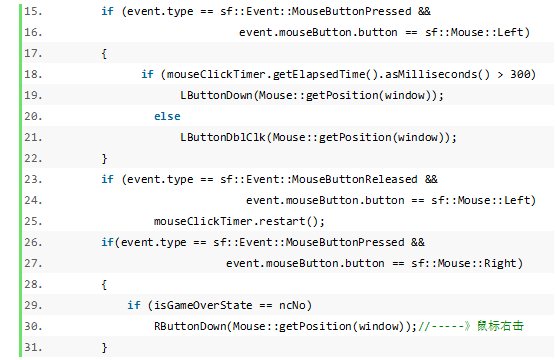 15. if (event.type == sf::Event::MouseButtonPressed &&
16. event.mouseButton.button == sf::Mouse::Left)
17. {
18. if (mouseClickTimer.getElapsedTime().asMilliseconds() > 300)
19. LButtonDown(Mouse::getPosition(window));
20. else
21. LButtonDblClk(Mouse::getPosition(window));
22. }
23. if (event.type == sf::Event::MouseButtonReleased &&
24. event.mouseButton.button == sf::Mouse::Left)
25. mouseClickTimer.restart();
26. if(event.type == sf::Event::MouseButtonPressed &&
27. event.mouseButton.button == sf::Mouse::Right)
28. {
29. if (isGameOverState == ncNo)
30. RButtonDown(Mouse::getPosition(window));//-----》鼠标右击
31. }